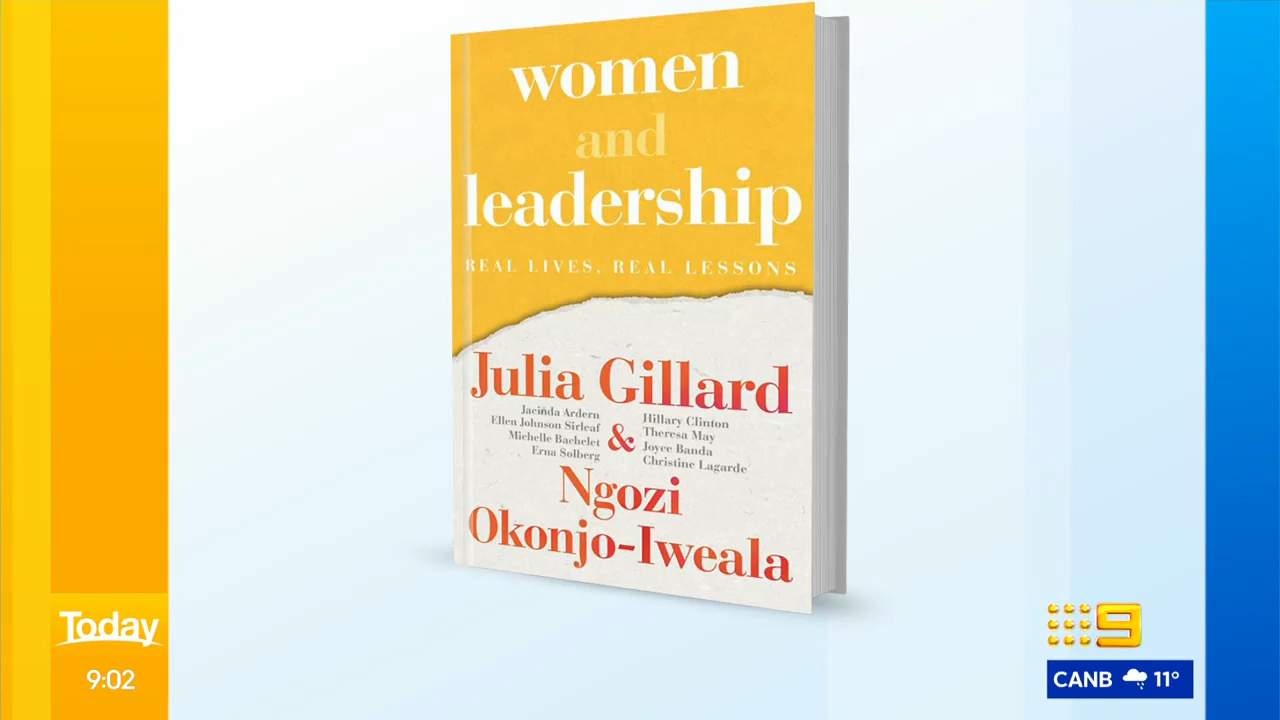 women
and
leadership
REAL LIVES, REAL LESSONS
Julia Gillard
Jacinda Ardern
Ellen Johnson Sirleaf
Michelle Bachelet
Erna Solberg
&
Hillary Clinton
Theresa May
Joyce Banda
Christine Lagarde
Ngozi
Okonjo-Iweala
Today
9:02
9
CANB 11°